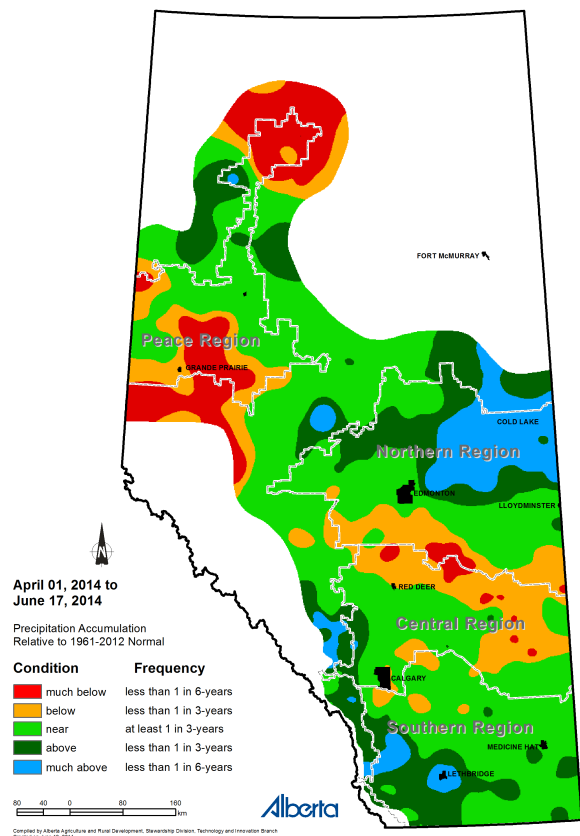 FORT McMURRAY
Peace Region
GRANDE PRAIRIE
COLD LAKE
Northern Region
EDMONTON
LLOYDMINSTER
N
April 01, 2014 to
June 17, 2014
RED DEER
Precipitation Accumulation
Relative to 1961-2012 Normal
Central Region
Condition Frequency
CALGARY
much below less than 1 in 6-years
below less than 1 in 3-years
near at least 1 in 3-years
Southern Region
above less than 1 in 3-years
MEDICINE HAT
much above less than 1 in 6-years
LETHBRIDGE
80 40 0 80 160
km
Alberta
Compiled by Alberta Agriculture and Rural Development, Stewardship Division, Technology and Innovation Branch